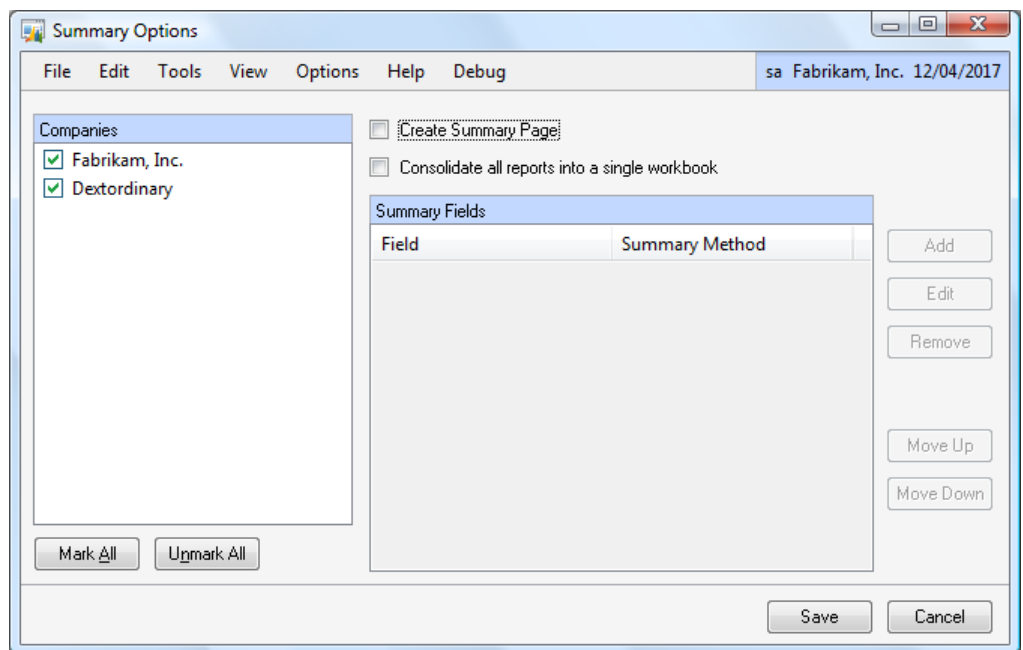 Summary Options
File Edit Tools View Options Help Debug sa Fabrikam, Inc. 12/04/2017
Companies
Fabrikam, Inc.
Dextordinary
Mark All Unmark All
Create Summary Page
Consolidate all reports into a single workbook
Summary Fields
Field Summary Method
Add
Edit
Remove
Move Up
Move Down
Save Cancel